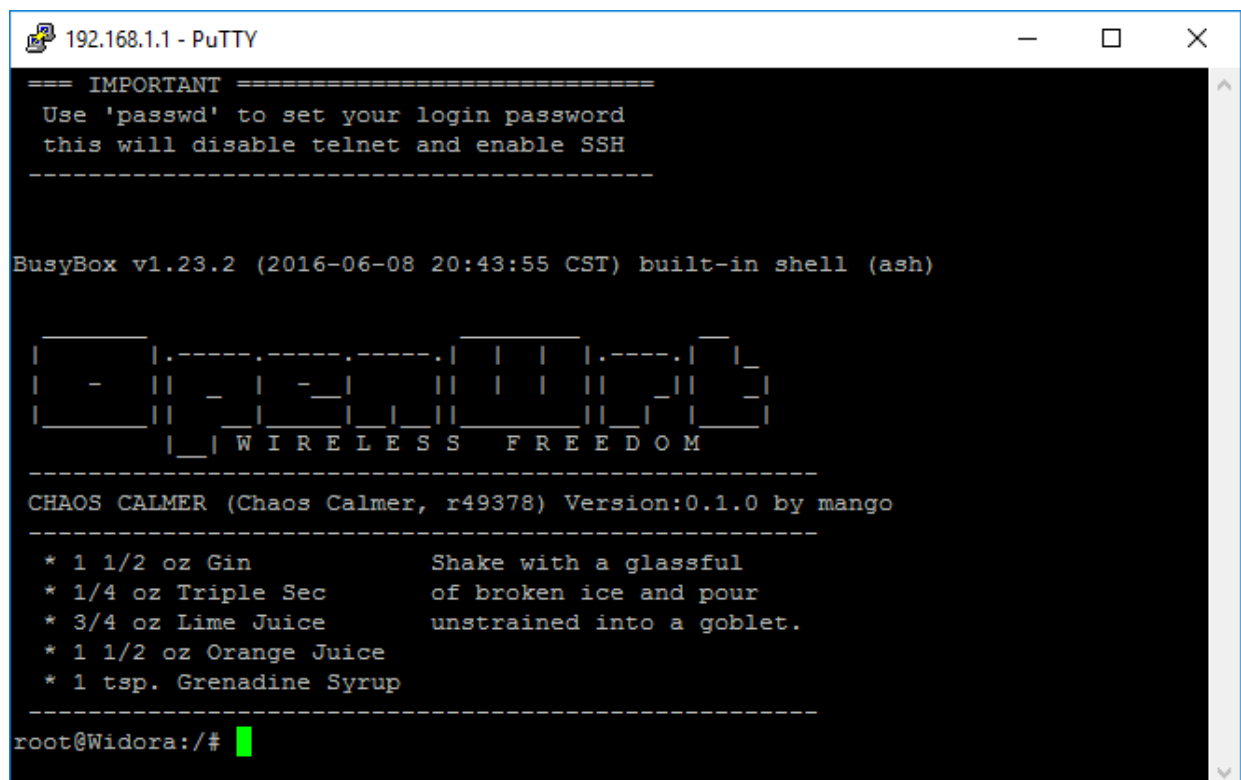 192.168.1.1 - PuTTY
=== IMPORTANT ============================
Use 'passwd' to set your login password
this will disable telnet and enable SSH
------------------------------------------
BusyBox v1.23.2 (2016-06-08 20:43:55 CST) built-in shell (ash)
OpenWrt
W I R E L E S S   F R E E D O M
-----------------------------------------------------
CHAOS CALMER (Chaos Calmer, r49378) Version:0.1.0 by mango
-----------------------------------------------------
* 1 1/2 oz Gin            Shake with a glassful
* 1/4 oz Triple Sec       of broken ice and pour
* 3/4 oz Lime Juice       unstrained into a goblet.
* 1 1/2 oz Orange Juice
* 1 tsp. Grenadine Syrup
-----------------------------------------------------
root@Widora:/#